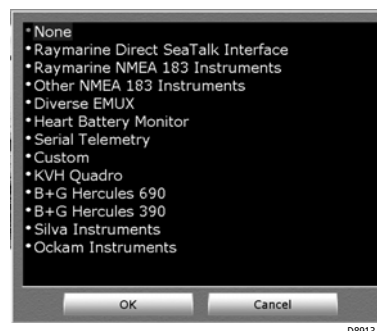 • None
• Raymarine Direct SeaTalk Interface
• Raymarine NMEA 183 Instruments
• Other NMEA 183 Instruments
• Diverse EMUX
• Heart Battery Monitor
• Serial Telemetry
• Custom
• KVH Quadro
• B+G Hercules 690
• B+G Hercules 390
• Silva Instruments
• Ockam Instruments
OK Cancel
D8913